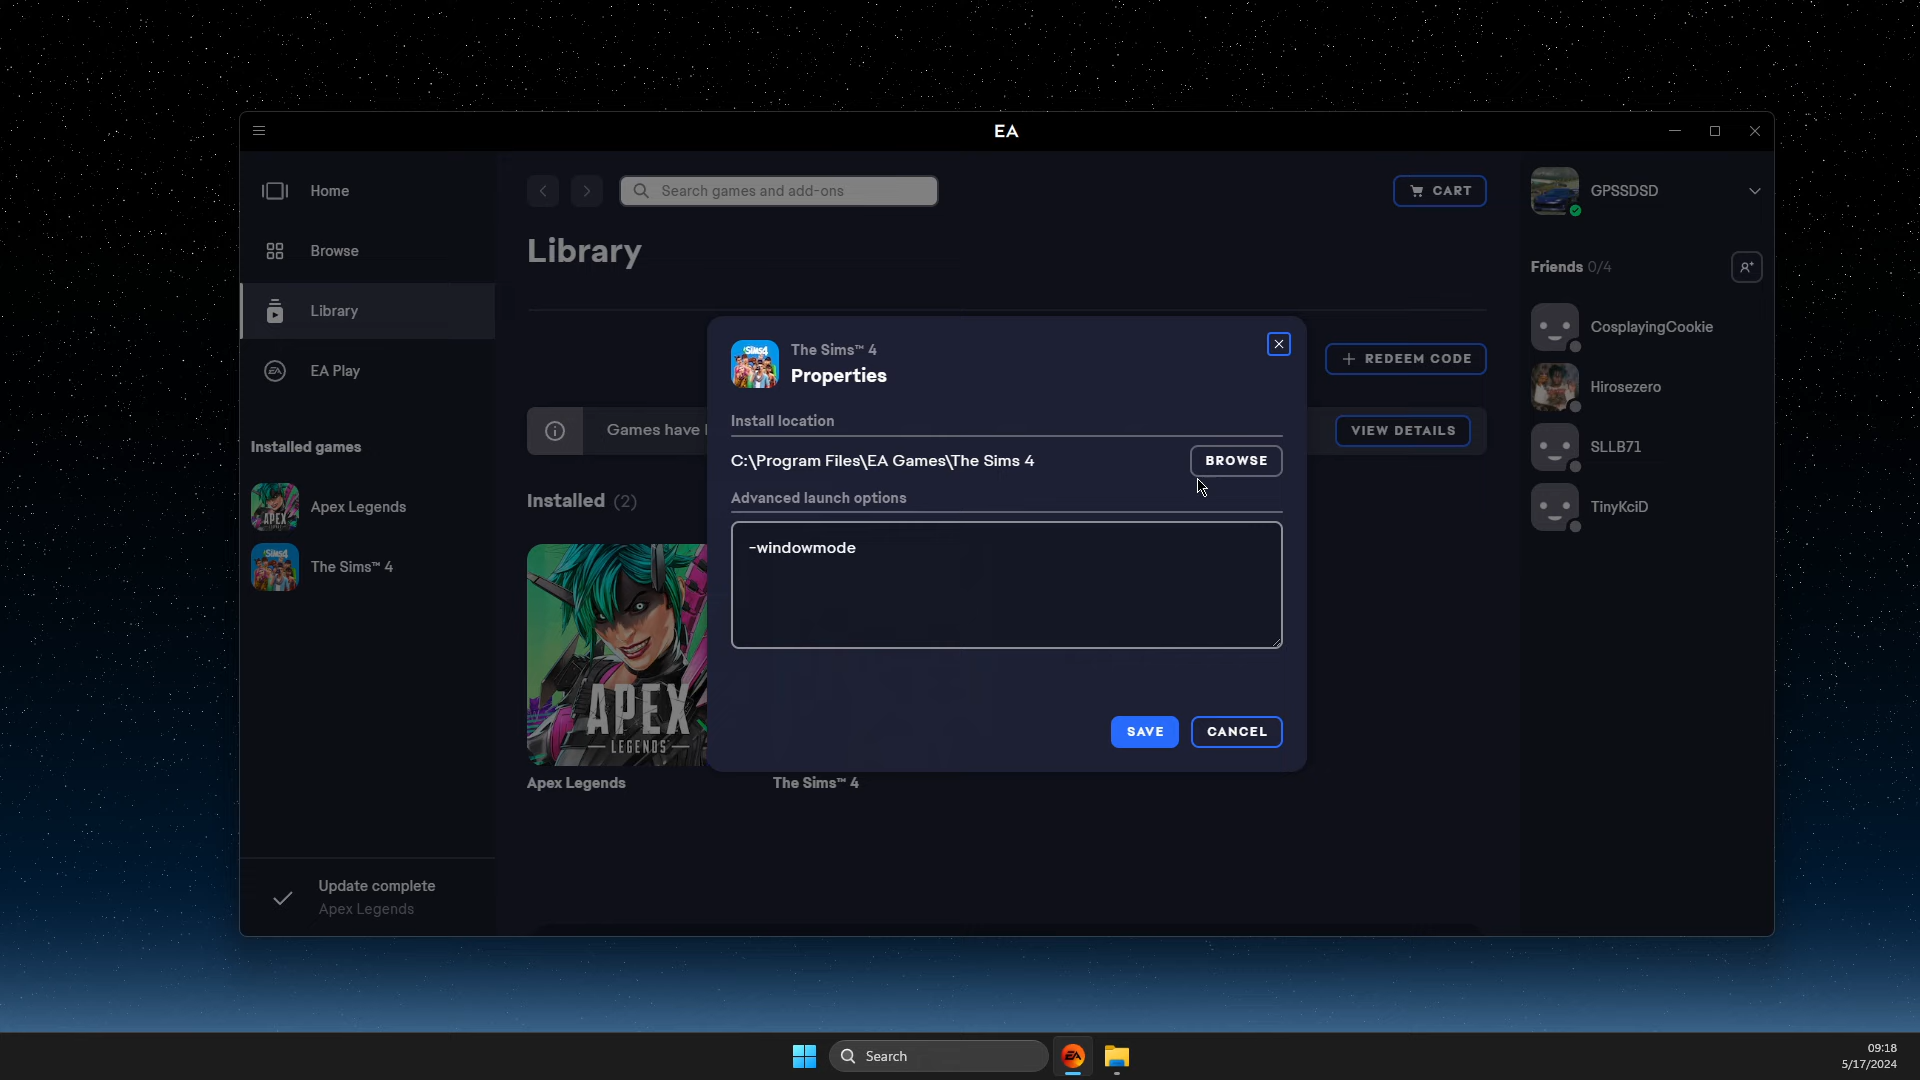 EA
Home
Browse
Library
EA Play
Installed games
Apex Legends
The Sims™ 4
Update complete
Apex Legends
Search games and add-ons
CART
Library
REDEEM CODE
Games have
VIEW DETAILS
Installed (2)
APEX
LEGENDS
Apex Legends
The Sims™ 4
The Sims™ 4
Properties
Install location
C:\Program Files\EA Games\The Sims 4
BROWSE
Advanced launch options
-windowmode
SAVE
CANCEL
GPSSDSD
Friends 0/4
CosplayingCookie
Hirosezero
SLLB71
TinyKciD
Search
09:18
5/17/2024